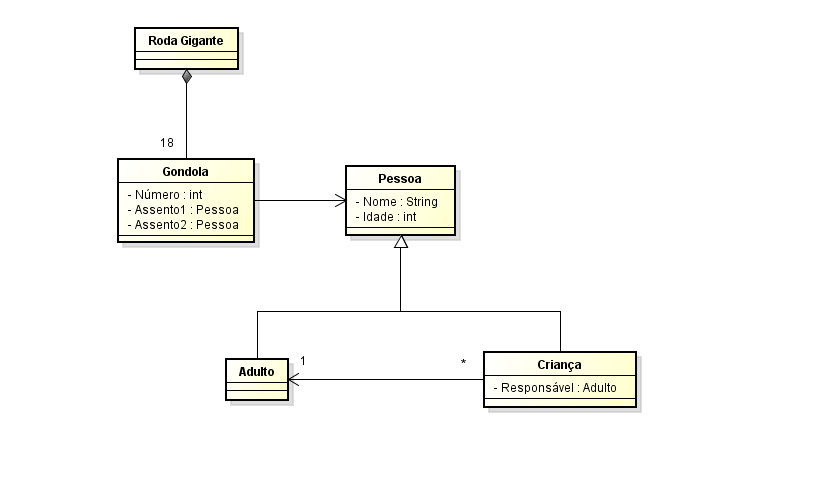 Roda Gigante
18
Gondola
- Número : int
- Assento1 : Pessoa
- Assento2 : Pessoa
Pessoa
- Nome : String
- Idade : int
Adulto
1
*
Criança
- Responsável : Adulto